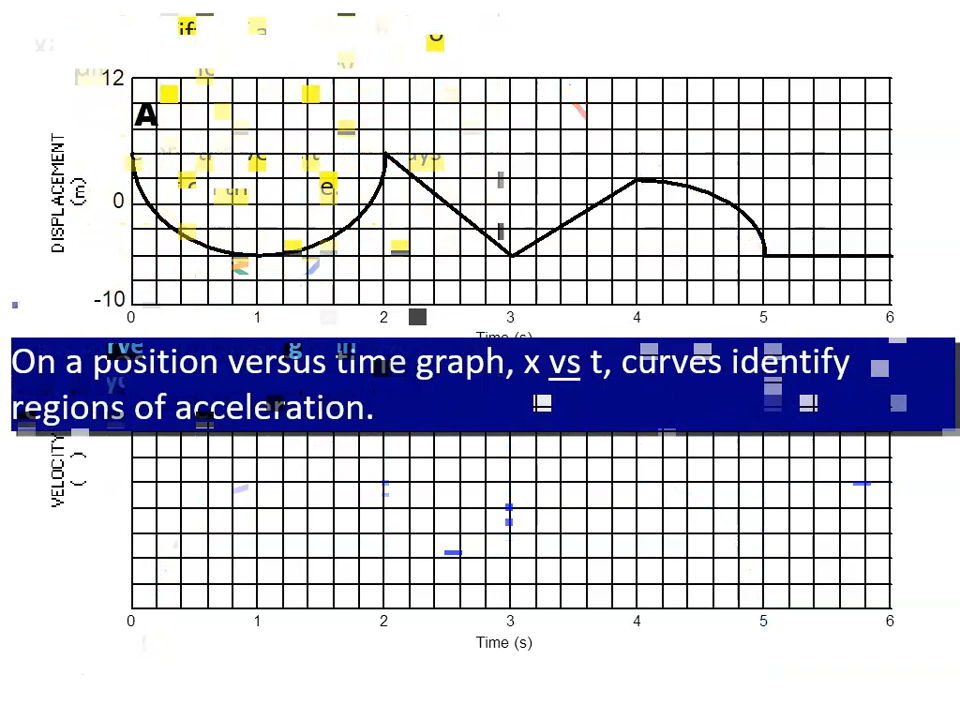 12
A
DISPLACEMENT
(m)
0
-10
0 1 2 3 4 5 6
Time (s)
On a position versus time graph, x vs t, curves identify
regions of acceleration.
VELOCITY
( )
0 1 2 3 4 5 6
Time (s)